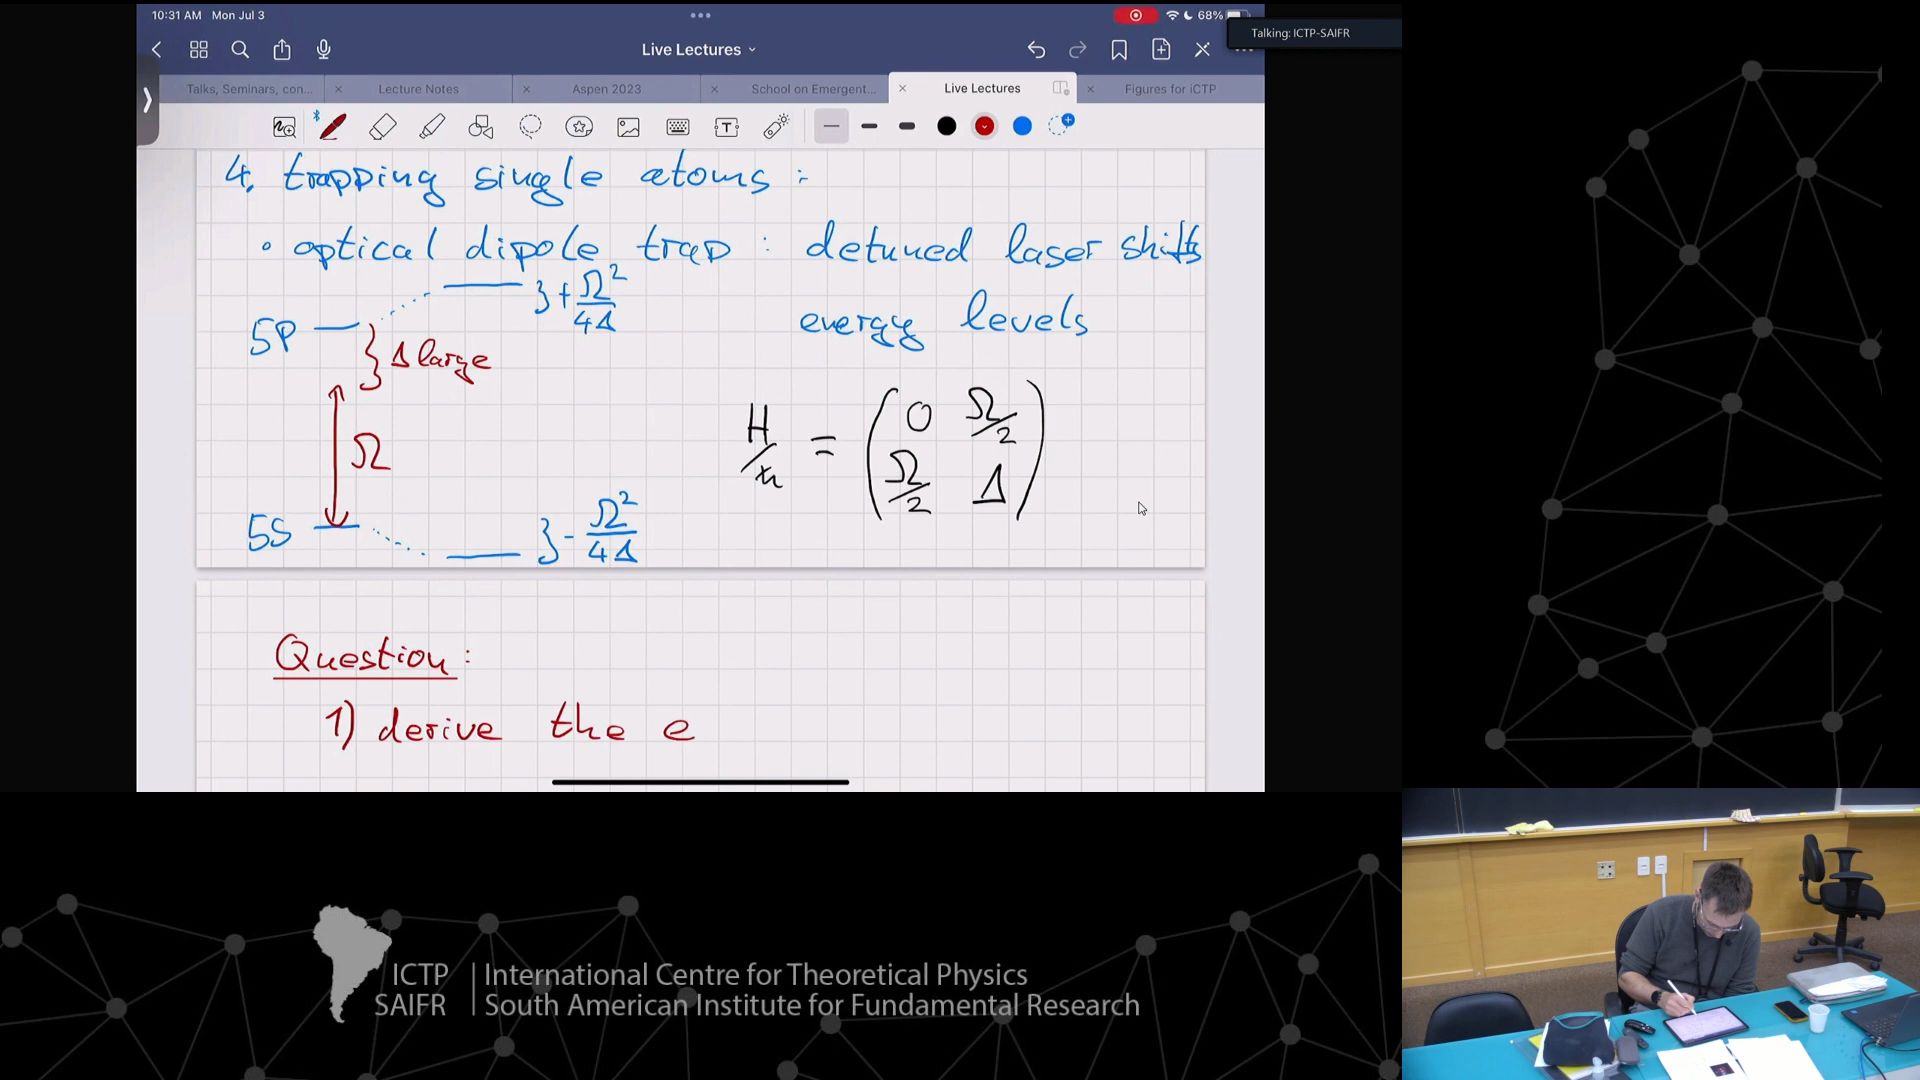 10:31 AM Mon Jul 3
68%
Talking: ICTP-SAIFR
Live Lectures
Talks, Seminars, con...
Lecture Notes
Aspen 2023
School on Emergent...
Live Lectures
Figures for iCTP
4. trapping single atoms :
• optical dipole trap : detuned laser shifts
energy levels
} + Ω²/4Δ
5P
} Δ large
Ω
H/ħ = ( 0 Ω/2
Ω/2 Δ )
5S
} - Ω²/4Δ
Question :
1) derive the e
ICTP | International Centre for Theoretical Physics
SAIFR | South American Institute for Fundamental Research